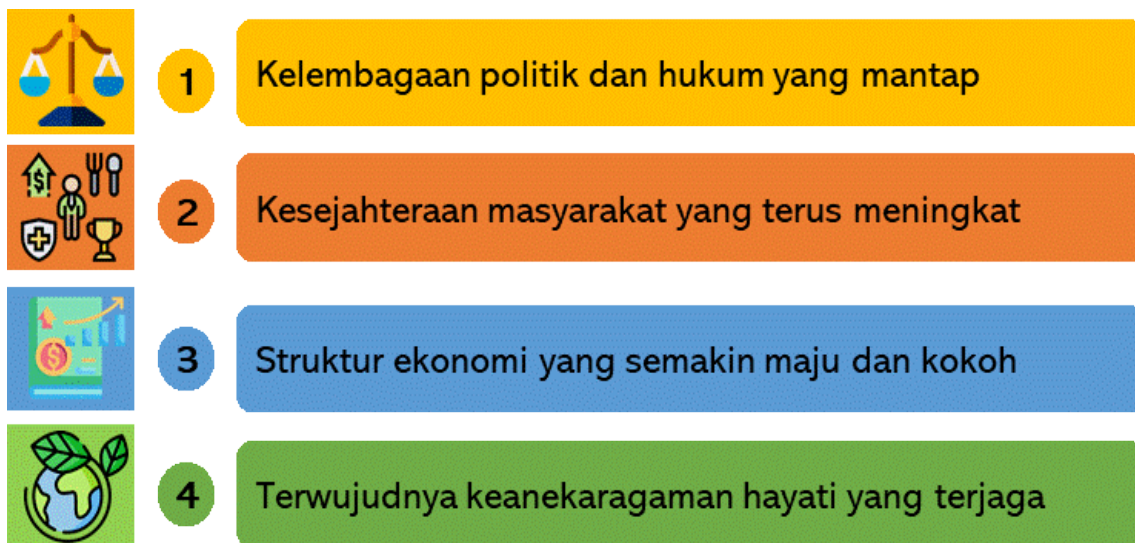 1 Kelembagaan politik dan hukum yang mantap
2 Kesejahteraan masyarakat yang terus meningkat
3 Struktur ekonomi yang semakin maju dan kokoh
4 Terwujudnya keanekaragaman hayati yang terjaga